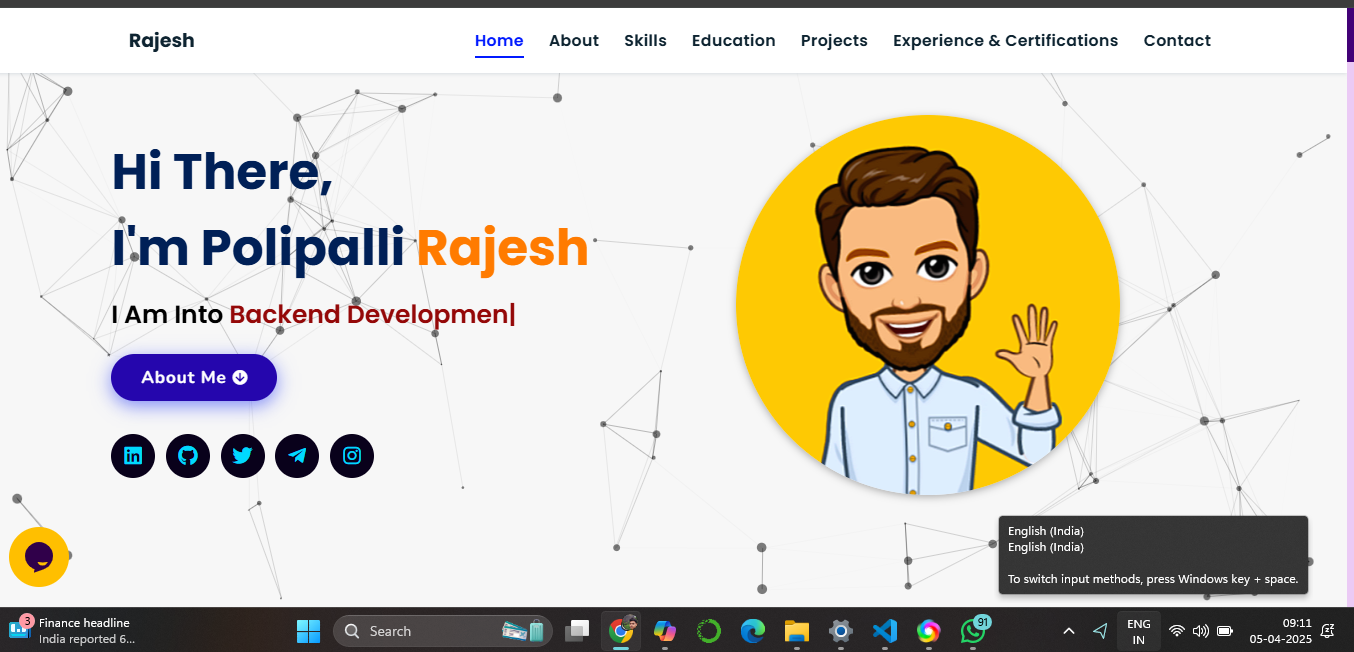 Rajesh
Home About Skills Education Projects Experience & Certifications Contact
Hi There,
I'm Polipalli Rajesh
I Am Into Backend Developmen|
About Me
in
English (India)
English (India)
To switch input methods, press Windows key + space.
3
Finance headline
India reported 6...
Search
91
ENG
IN
09:11
05-04-2025